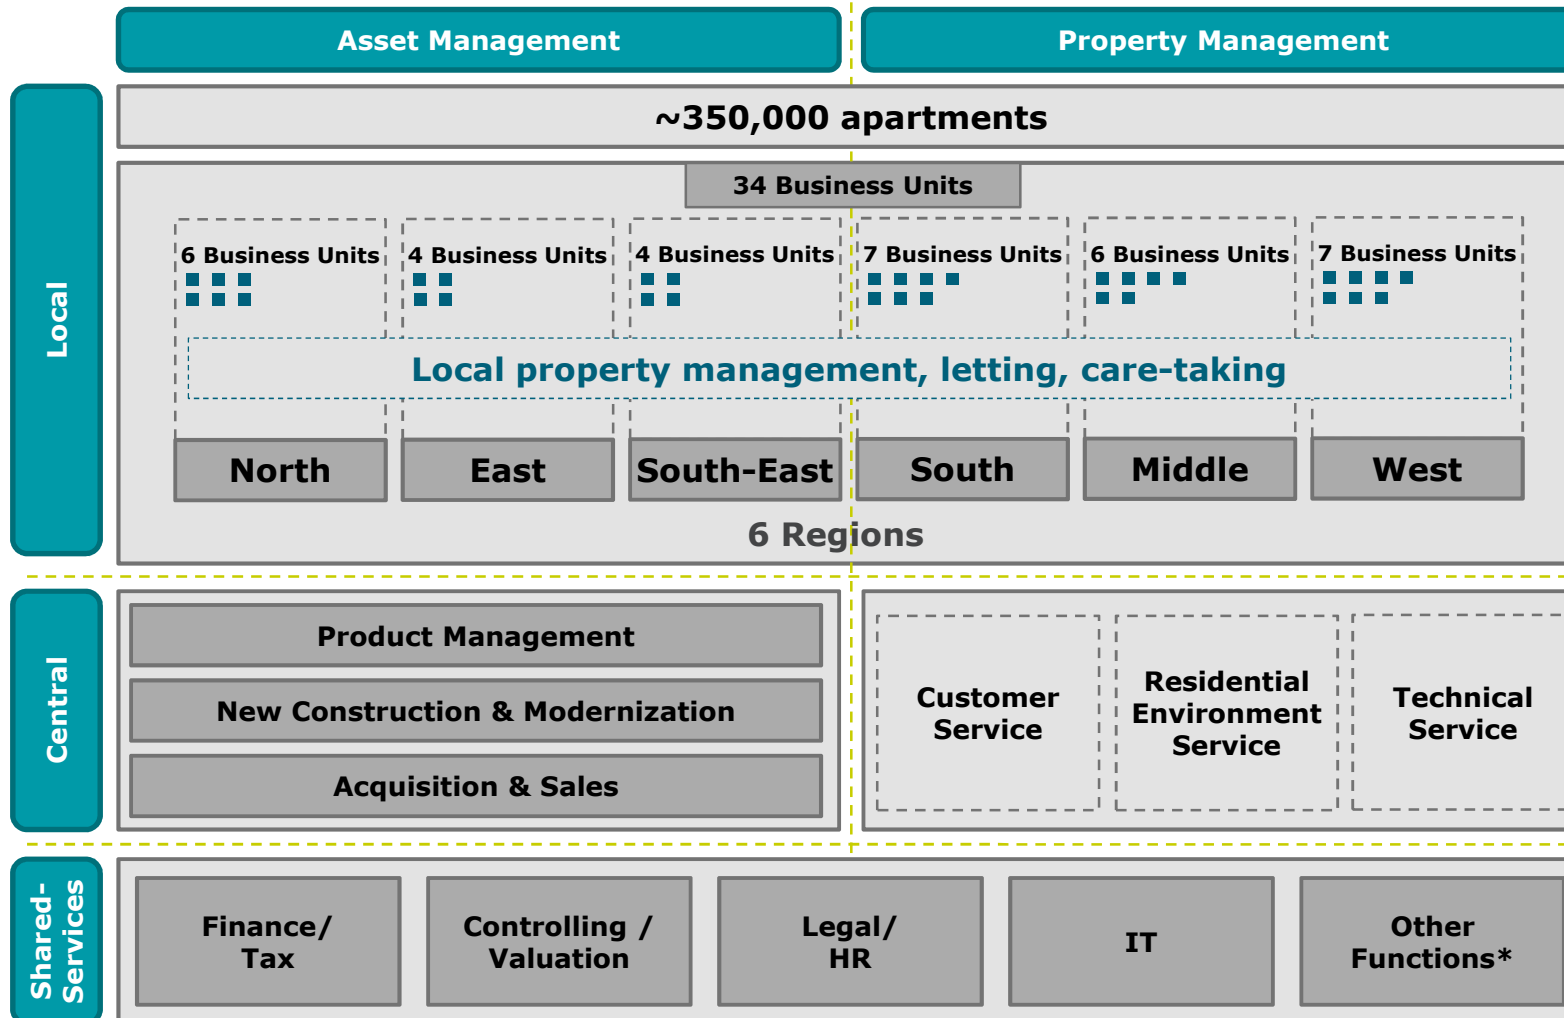 Asset Management
Property Management
Local
~350,000 apartments
34 Business Units
6 Business Units
4 Business Units
4 Business Units
7 Business Units
6 Business Units
7 Business Units
Local property management, letting, care-taking
North
East
South-East
South
Middle
West
6 Regions
Central
Product Management
New Construction & Modernization
Acquisition & Sales
Customer
Service
Residential
Environment
Service
Technical
Service
Shared-
Services
Finance/
Tax
Controlling /
Valuation
Legal/
HR
IT
Other
Functions*